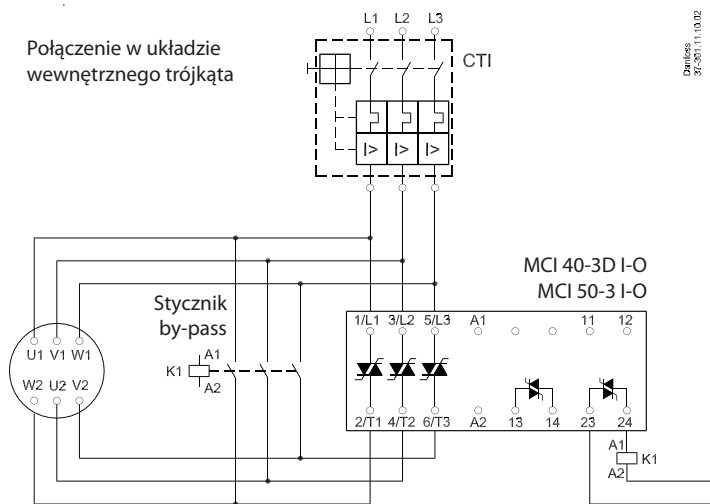 L1 L2 L3
Danfoss
37-301.11.10.02
Połączenie w układzie
wewnętrznego trójkąta
CTI
I> I> I>
MCI 40-3D I-O
MCI 50-3 I-O
Stycznik
by-pass
1/L1 3/L2 5/L3 A1 11 12
U1 V1 W1
A1
K1
A2
W2 U2 V2
2/T1 4/T2 6/T3 A2 13 14 23 24
A1
K1
A2